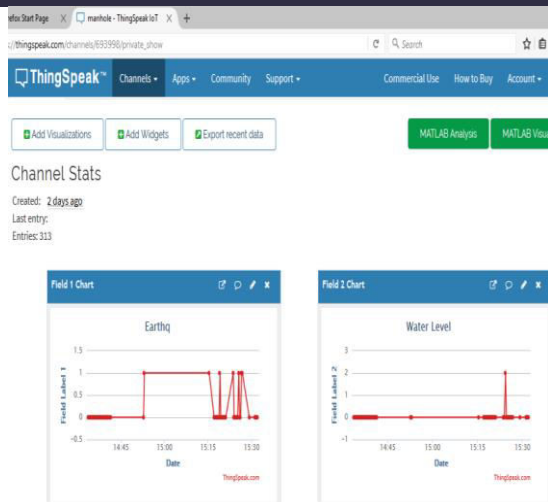 refox Start Page
manhole - ThingSpeak IoT
thingspeak.com/channels/693998/private_show
Search
ThingSpeak™ Channels Apps Community Support Commercial Use How to Buy Account
Add Visualizations Add Widgets Export recent data MATLAB Analysis MATLAB Visu
Channel Stats
Created: 2 days ago
Last entry:
Entries: 313
Field 1 Chart
Earthq
Field Label 1
1.5
1
0.5
0
-0.5
14:45 15:00 15:15 15:30
Date
ThingSpeak.com
Field 2 Chart
Water Level
Field Label 2
3
2
1
0
-1
14:45 15:00 15:15 15:30
Date
ThingSpeak.com